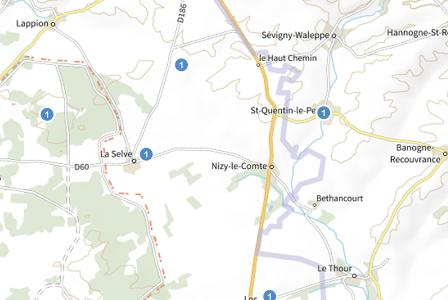 D186
Lappion
Sévigny-Waleppe
Hannogne-St-R
le Haut Chemin
1
1
St-Quentin-le-Pe
1
Banogne-
Recouvrance
La Selve
1
D60
Nizy-le-Comte
Bethancourt
Le Thour
1